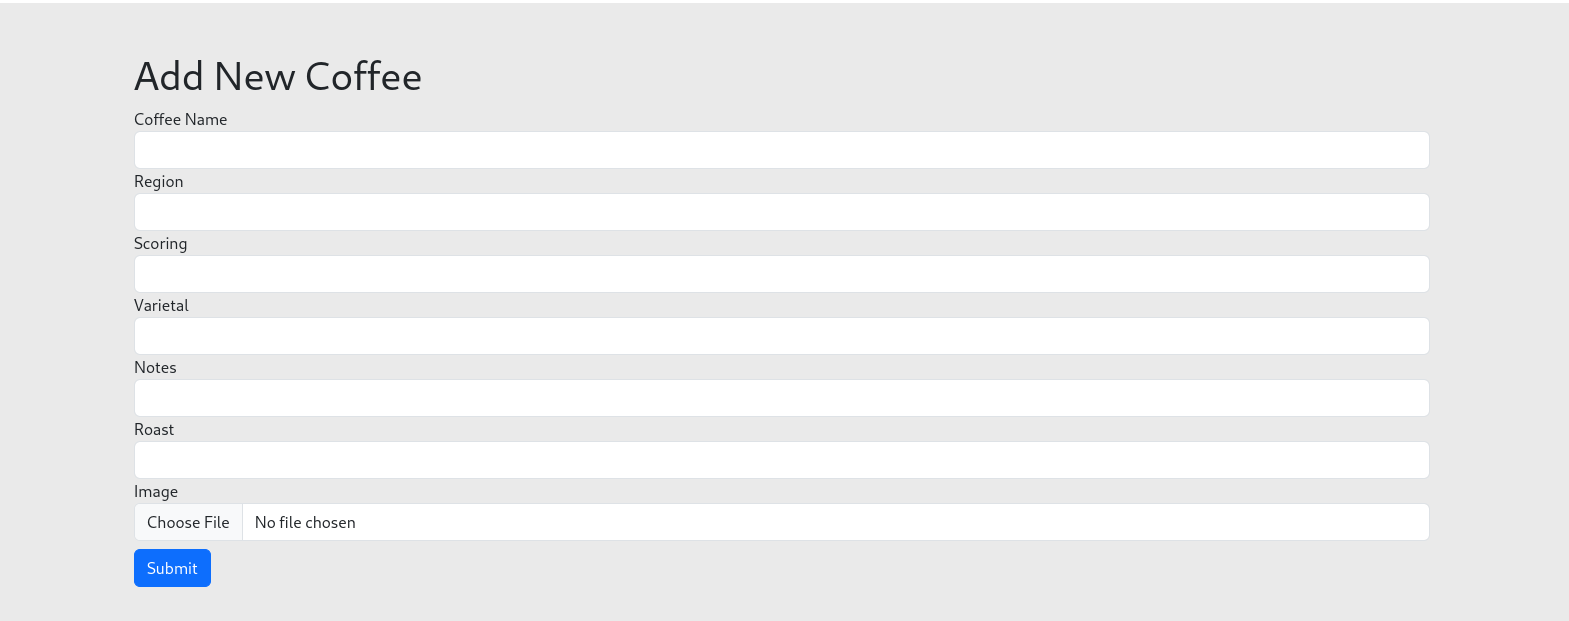 Add New Coffee
Coffee Name
Region
Scoring
Varietal
Notes
Roast
Image
Choose File No file chosen
Submit